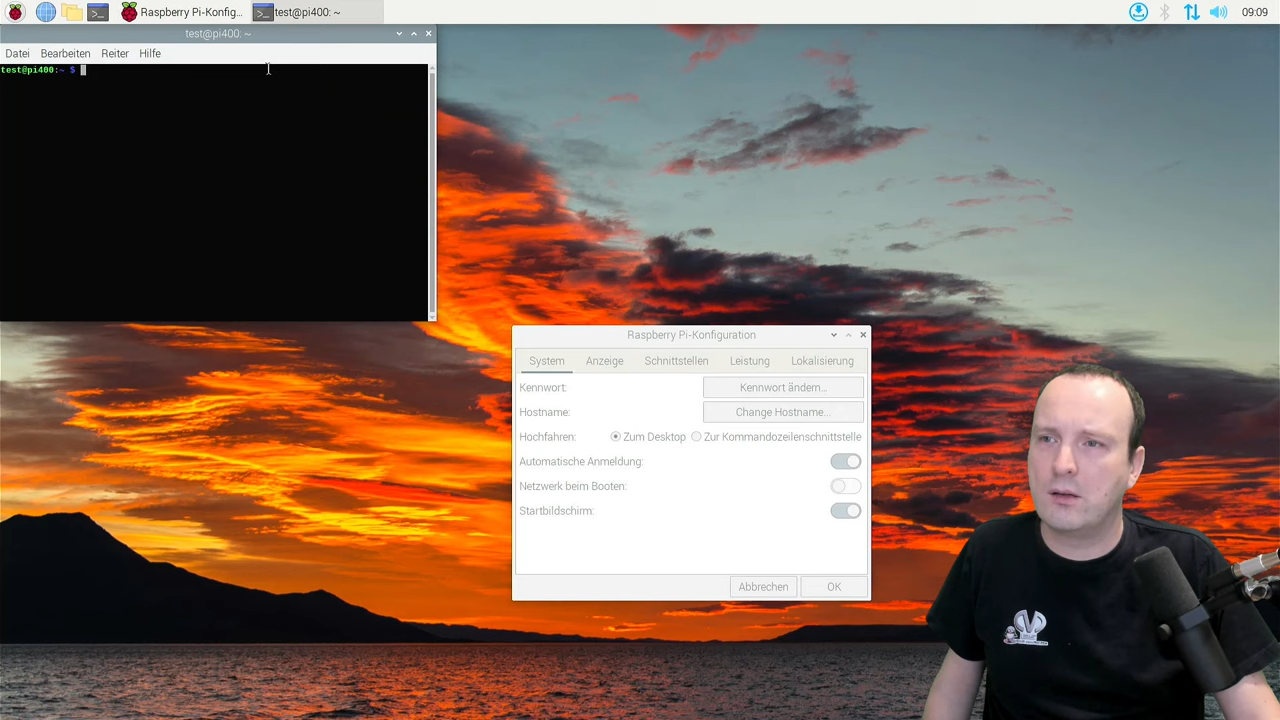 Raspberry Pi-Konfig...
test@pi400: ~
09:09
test@pi400: ~
Datei Bearbeiten Reiter Hilfe
test@pi400:~ $
Raspberry Pi-Konfiguration
System Anzeige Schnittstellen Leistung Lokalisierung
Kennwort: Kennwort ändern...
Hostname: Change Hostname...
Hochfahren: Zum Desktop Zur Kommandozeilenschnittstelle
Automatische Anmeldung:
Netzwerk beim Booten:
Startbildschirm:
Abbrechen OK